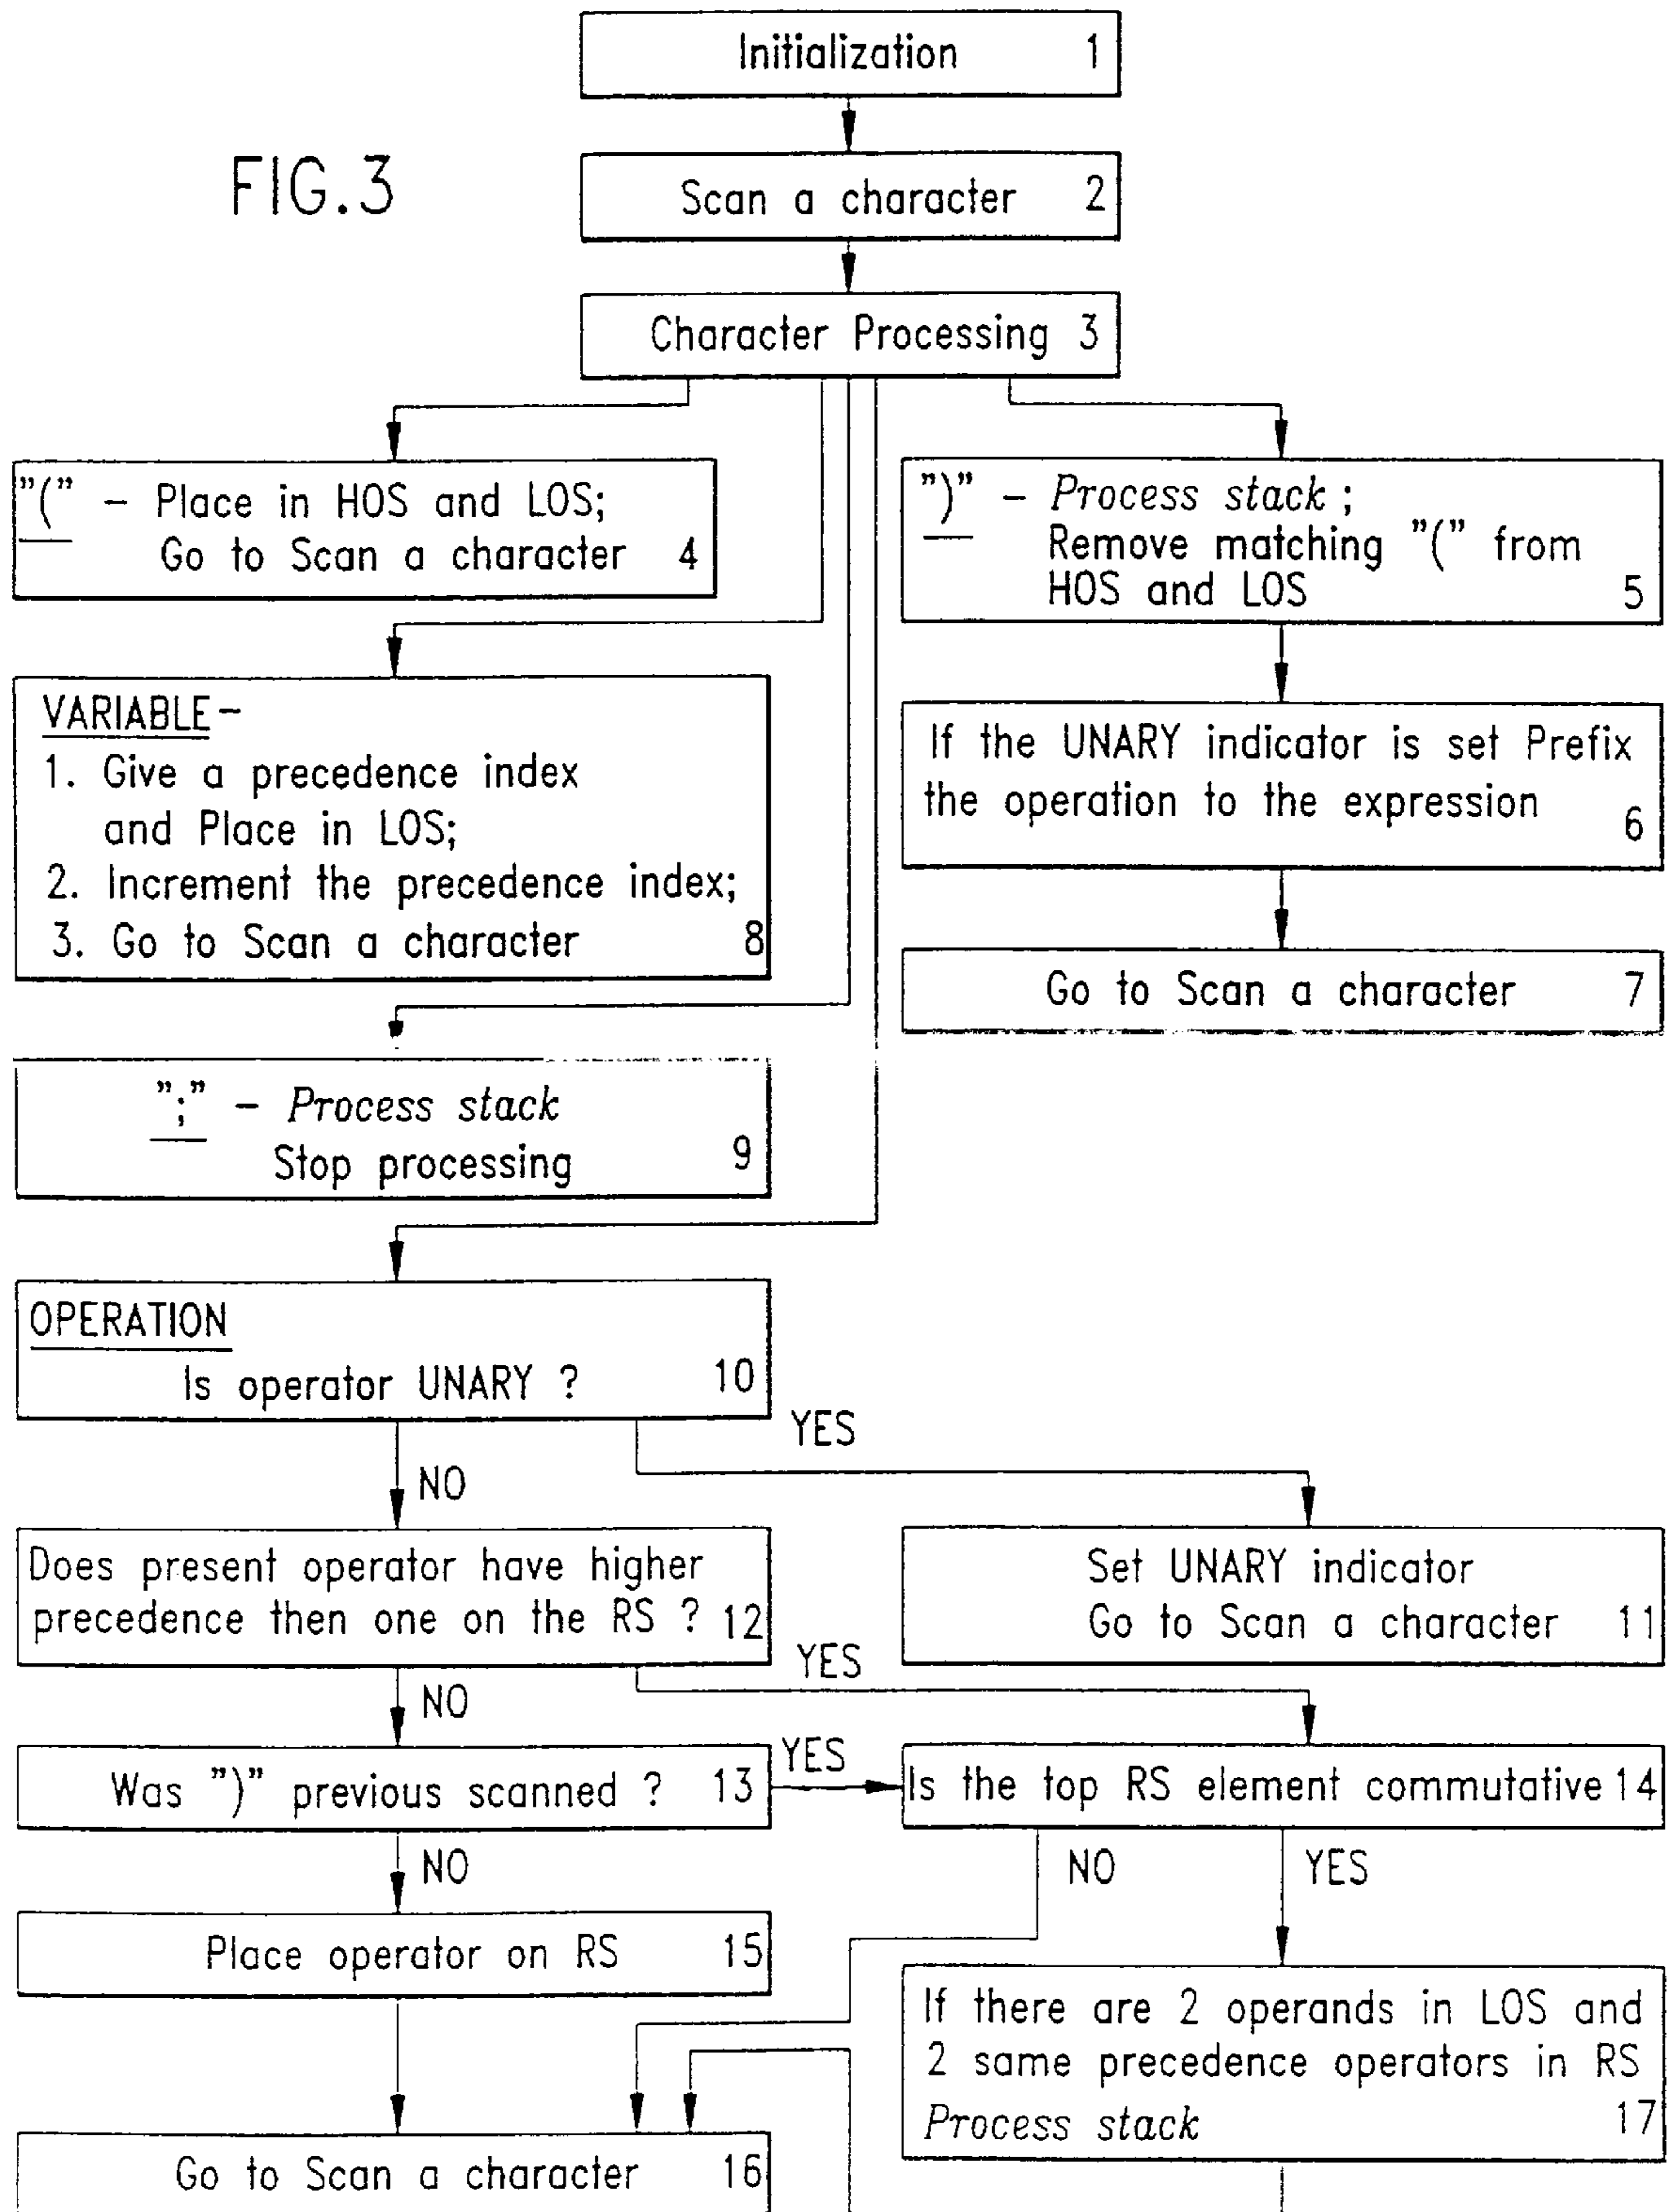 Initialization 1
FIG.3
Scan a character 2
Character Processing 3
"(" - Place in HOS and LOS;
Go to Scan a character 4
")" - Process stack ;
Remove matching "(" from
HOS and LOS 5
VARIABLE-
1. Give a precedence index
and Place in LOS;
2. Increment the precedence index;
3. Go to Scan a character 8
If the UNARY indicator is set Prefix
the operation to the expression 6
Go to Scan a character 7
";" - Process stack
Stop processing 9
OPERATION
Is operator UNARY ? 10
YES
NO
Does present operator have higher
precedence then one on the RS ? 12
Set UNARY indicator
Go to Scan a character 11
YES
NO
Was ")" previous scanned ? 13
YES
Is the top RS element commutative 14
NO
NO
YES
Place operator on RS 15
If there are 2 operands in LOS and
2 same precedence operators in RS
Process stack 17
Go to Scan a character 16